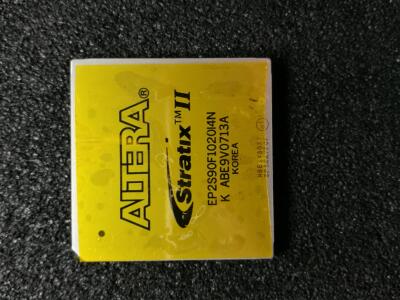 ALTERA®
Stratix™ II
EP2S90F1020I4N
K ABE9V0713A
KOREA